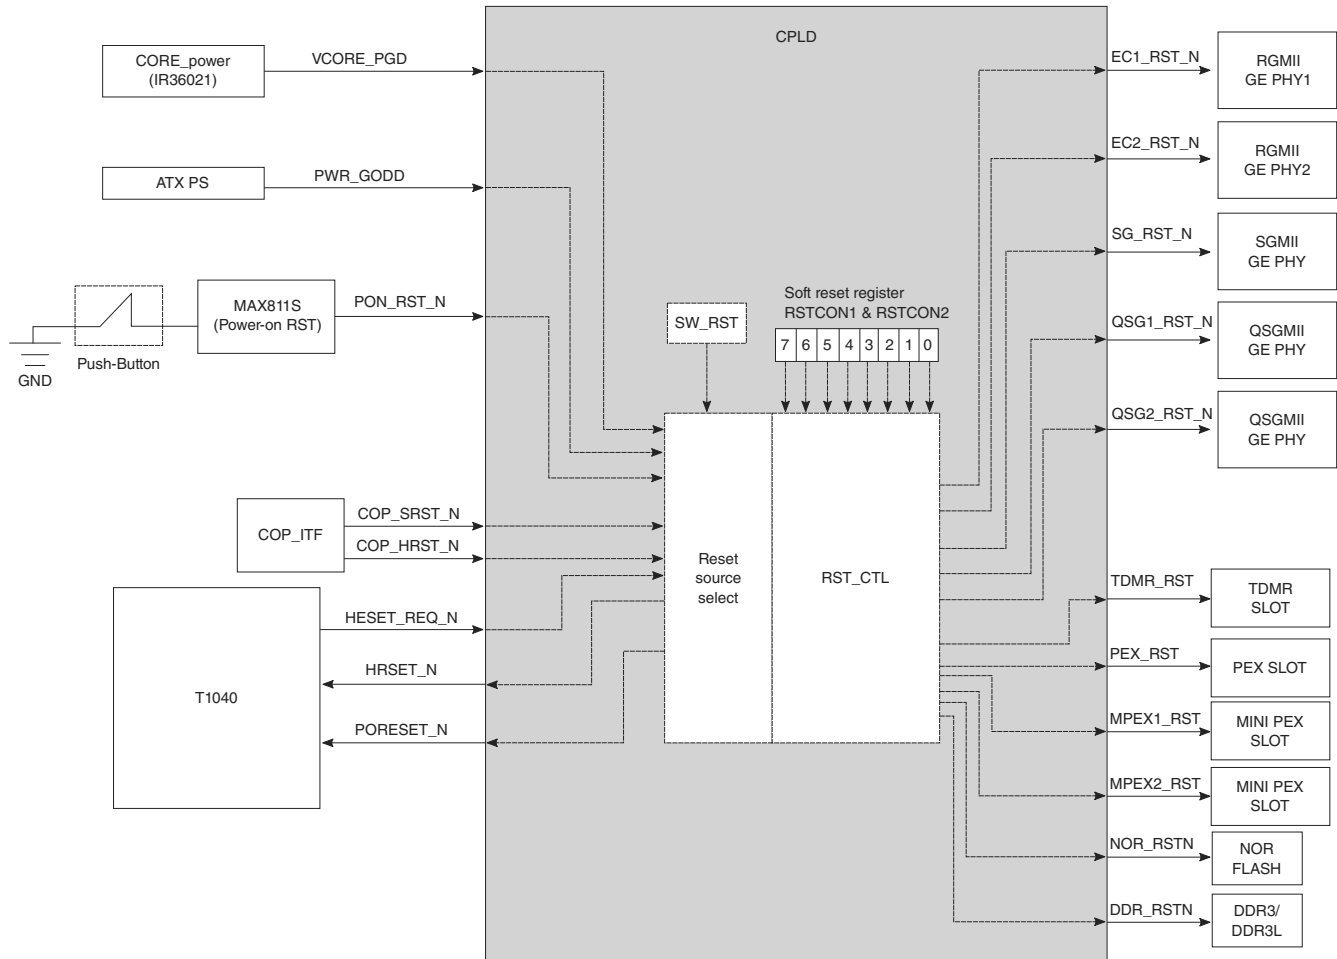 CPLD
CORE_power
(IR36021)
VCORE_PGD
ATX PS
PWR_GODD
MAX811S
(Power-on RST)
PON_RST_N
Push-Button
GND
SW_RST
Soft reset register
RSTCON1 & RSTCON2
7 6 5 4 3 2 1 0
COP_ITF
COP_SRST_N
COP_HRST_N
T1040
HESET_REQ_N
HRSET_N
PORESET_N
Reset
source
select
RST_CTL
EC1_RST_N
RGMII
GE PHY1
EC2_RST_N
RGMII
GE PHY2
SG_RST_N
SGMII
GE PHY
QSG1_RST_N
QSGMII
GE PHY
QSG2_RST_N
QSGMII
GE PHY
TDMR_RST
TDMR
SLOT
PEX_RST
PEX SLOT
MPEX1_RST
MINI PEX
SLOT
MPEX2_RST
MINI PEX
SLOT
NOR_RSTN
NOR
FLASH
DDR_RSTN
DDR3/
DDR3L